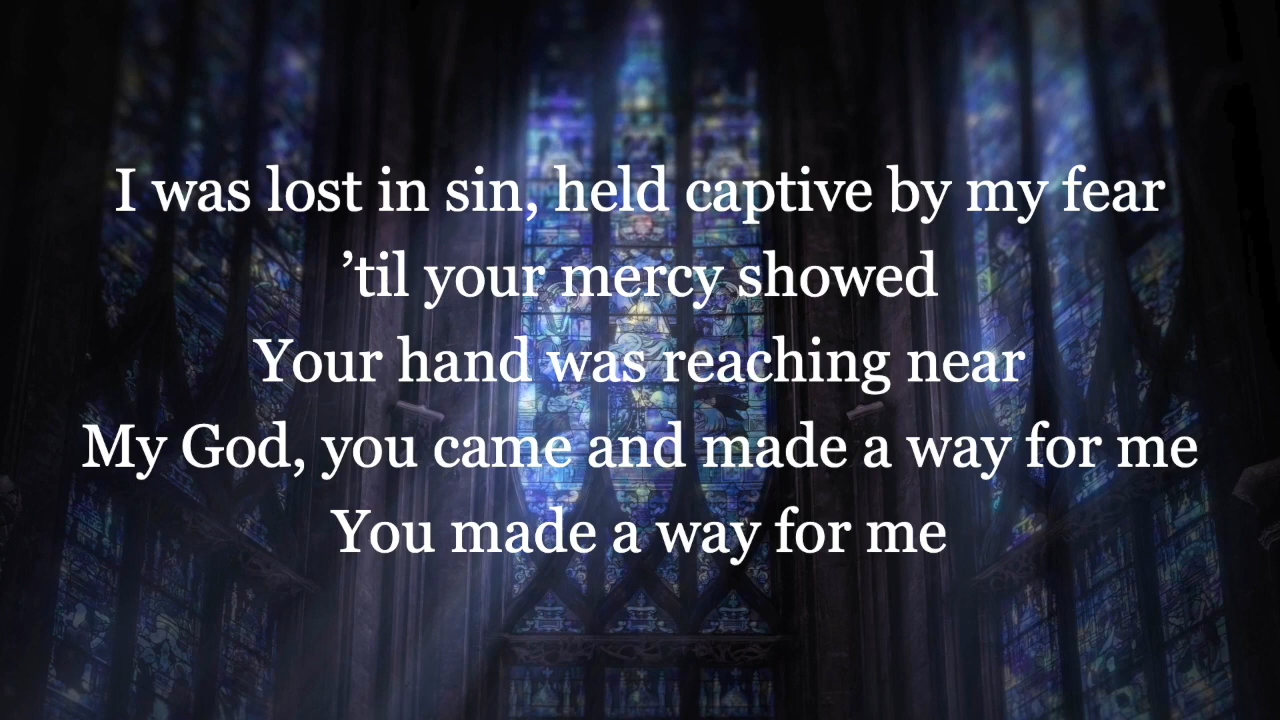 I was lost in sin, held captive by my fear
’til your mercy showed
Your hand was reaching near
My God, you came and made a way for me
You made a way for me